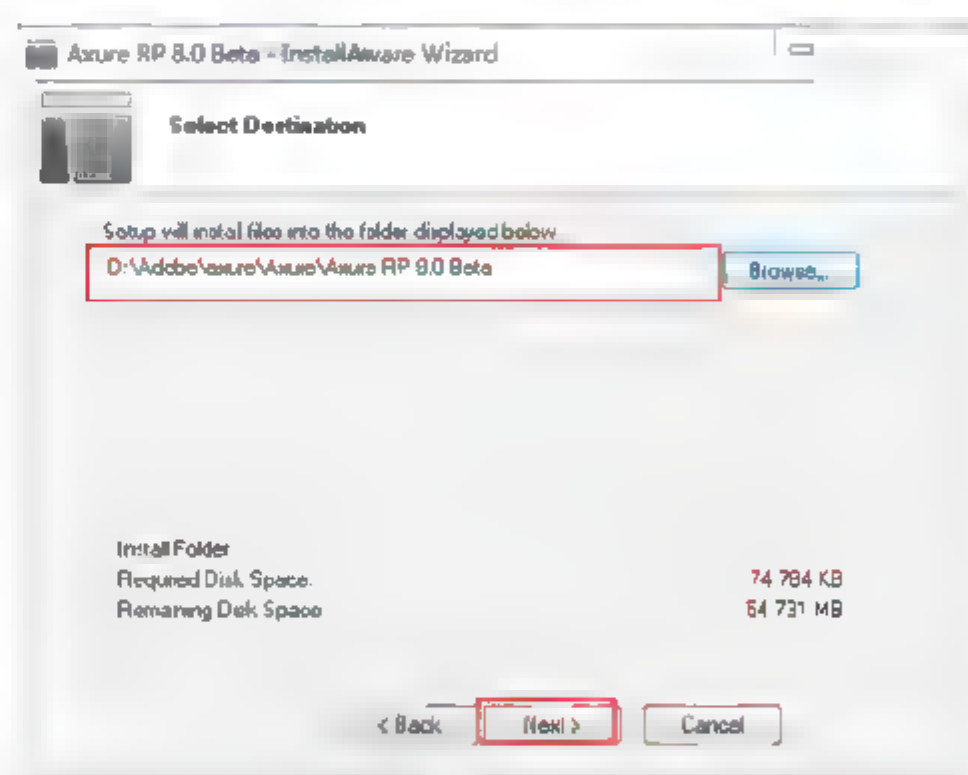 Axure RP 8.0 Beta - InstallAware Wizard
Select Destination
Setup will install files into the folder displayed below
D:\Adobe\axure\Axure\Axure RP 8.0 Beta
Browse...
Install Folder
Required Disk Space:
74 784 KB
Remaining Disk Space
64 731 MB
< Back
Next >
Cancel